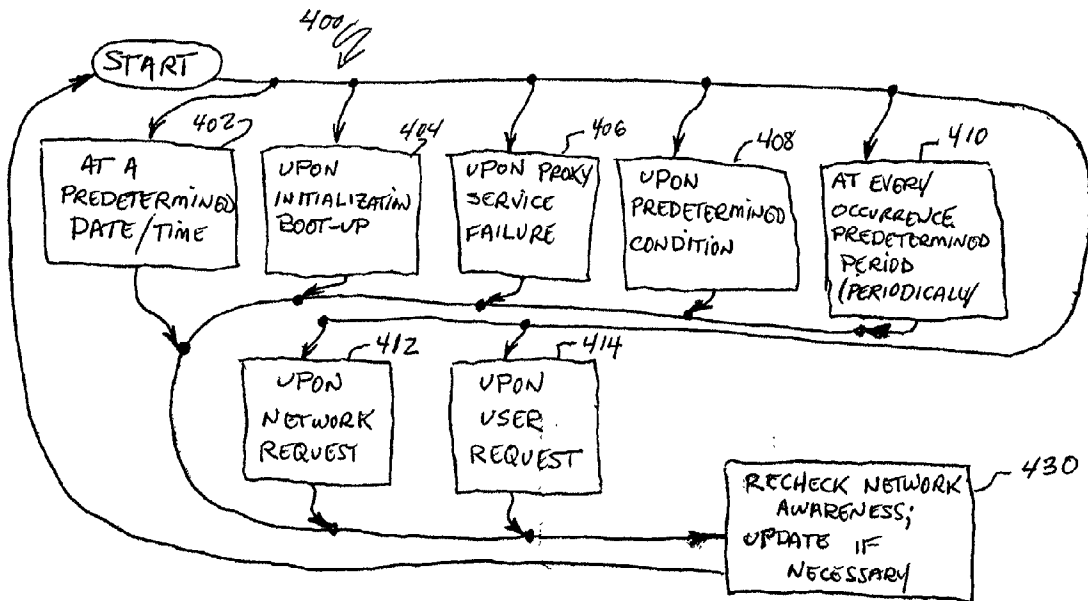 400
START
402
AT A
PREDETERMINED
DATE/TIME
404
UPON
INITIALIZATION
BOOT-UP
406
UPON PROXY
SERVICE
FAILURE
408
UPON
PREDETERMINED
CONDITION
410
AT EVERY
OCCURRENCE
PREDETERMINED
PERIOD
(PERIODICALLY
412
UPON
NETWORK
REQUEST
414
UPON
USER
REQUEST
430
RECHECK NETWORK
AWARENESS;
UPDATE IF
NECESSARY